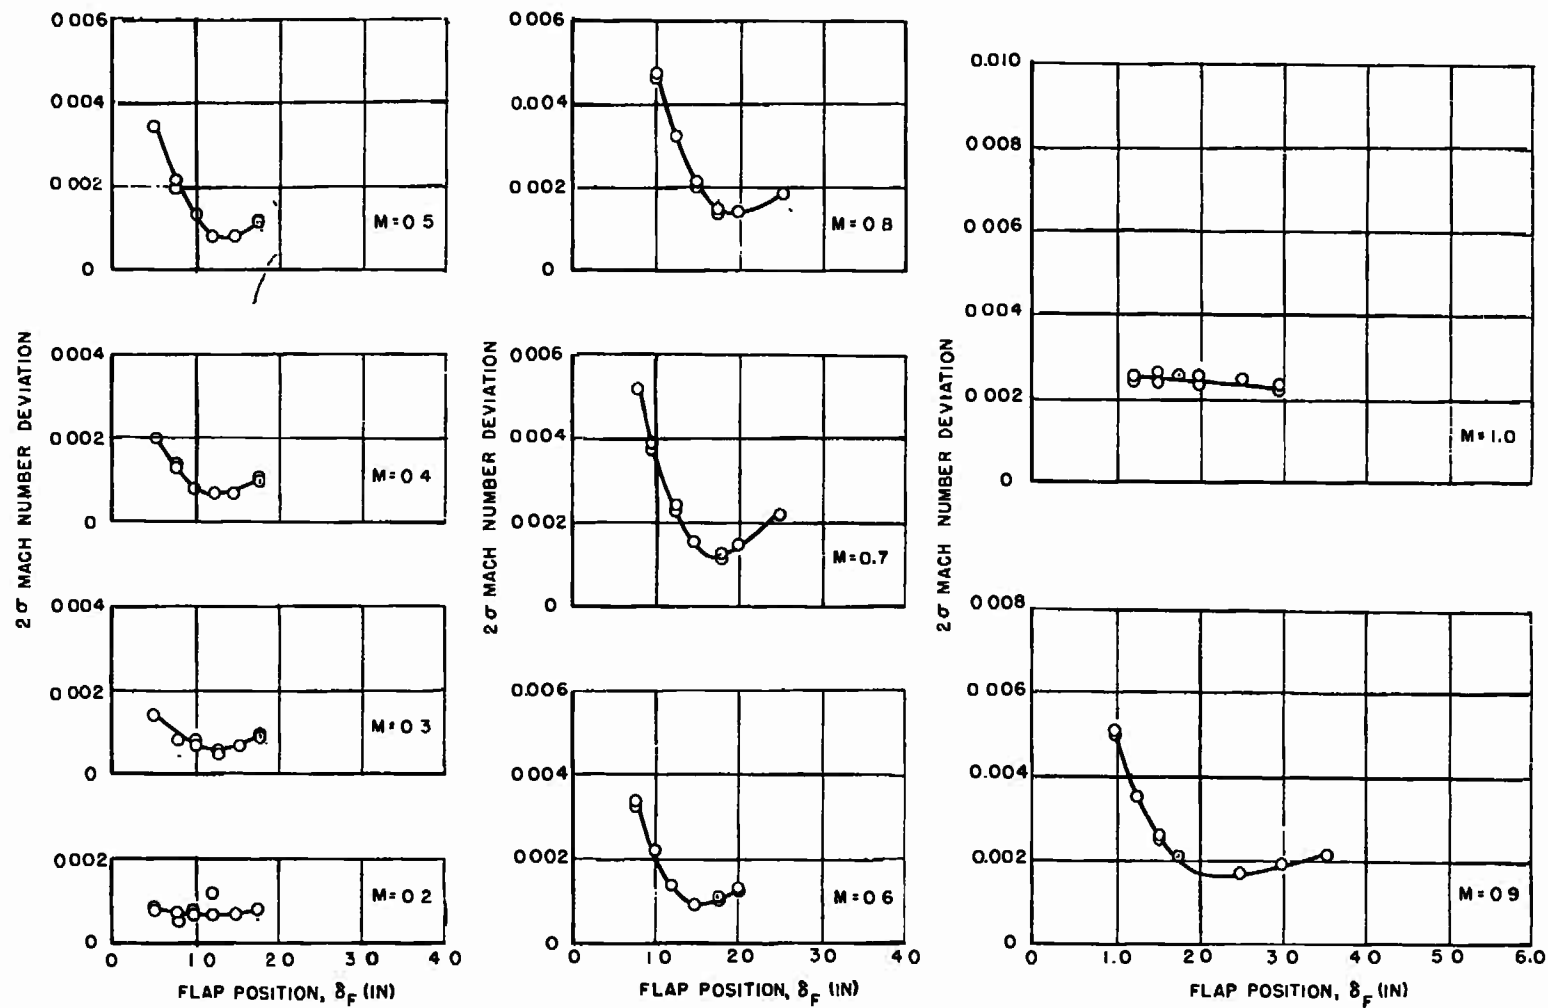 0 006
0 004
0 002
0
M=0 5
0 004
0 002
0
M=0 4
0 004
0 002
0
M=0 3
0 002
0
M=0 2
0 1 0 2 0 3 0 4 0
FLAP POSITION, δF (IN)
2σ MACH NUMBER DEVIATION
0 006
0.004
0 002
0
M=0 8
0 006
0 004
0 002
0
M=0.7
0.006
0 004
0 002
0
M=0 6
0 1 0 2 0 3 0 4 0
FLAP POSITION, δF (IN)
2σ MACH NUMBER DEVIATION
0.010
0 008
0 006
0 004
0 002
0
M=1.0
0 008
0 006
0.004
0.002
0
M=0 9
0 1.0 2 0 3 0 4 0 5 0 6.0
FLAP POSITION, δF (IN)
2σ MACH NUMBER DEVIATION